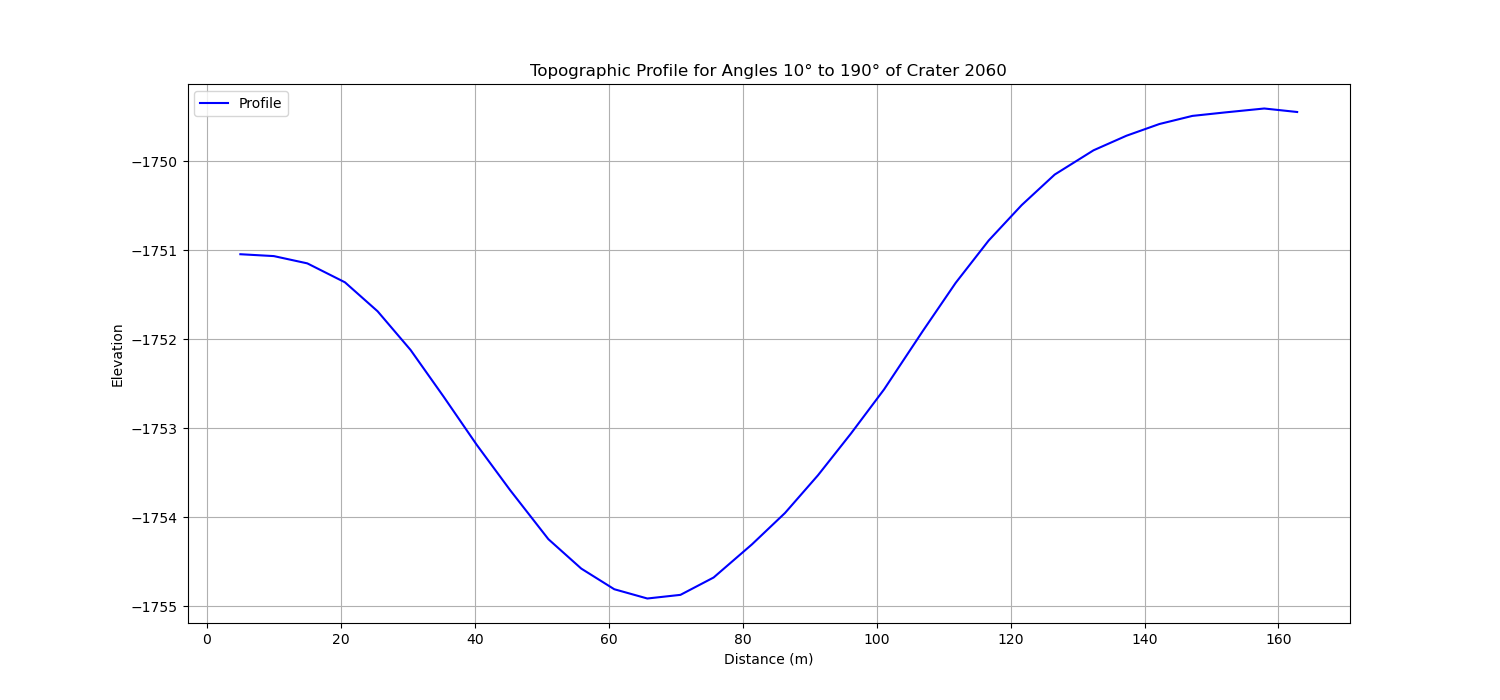 Topographic Profile for Angles 10° to 190° of Crater 2060
Profile
−1750
−1751
−1752
−1753
−1754
−1755
Elevation
0 20 40 60 80 100 120 140 160
Distance (m)